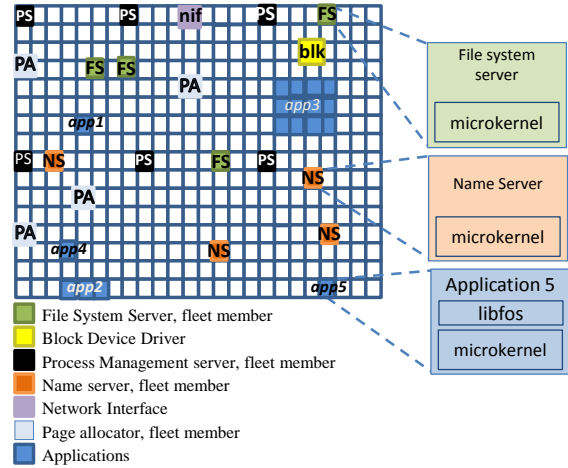 PS
PS
nif
PS
FS
blk
PA
FS
FS
PA
app3
app1
PS
NS
PS
FS
PS
NS
PA
PA
NS
app4
NS
app2
app5
File system
server
microkernel
Name Server
microkernel
Application 5
libfos
microkernel
File System Server, fleet member
Block Device Driver
Process Management server, fleet member
Name server, fleet member
Network Interface
Page allocator, fleet member
Applications